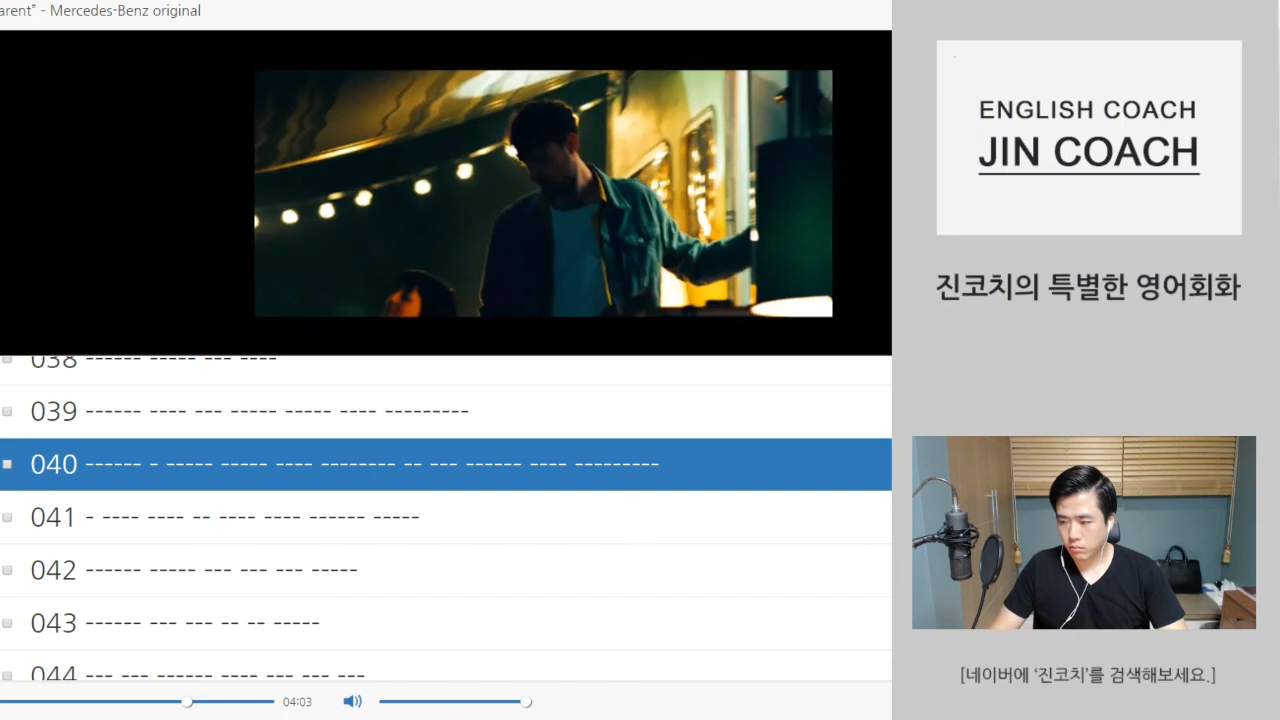 arent" - Mercedes-Benz original
038 ------ ----- --- ----
039 ------ ---- --- ----- ----- ---- ---------
040 ------ - ----- ----- ---- -------- -- --- ------ ---- ---------
041 - ---- ---- -- ---- ---- ------ -----
042 ------ ----- --- --- --- -----
043 ------ --- --- -- -- -----
044 --- --- ------ ---- --- --- ---
04:03
ENGLISH COACH
JIN COACH
진코치의 특별한 영어회화
[네이버에 '진코치'를 검색해보세요.]